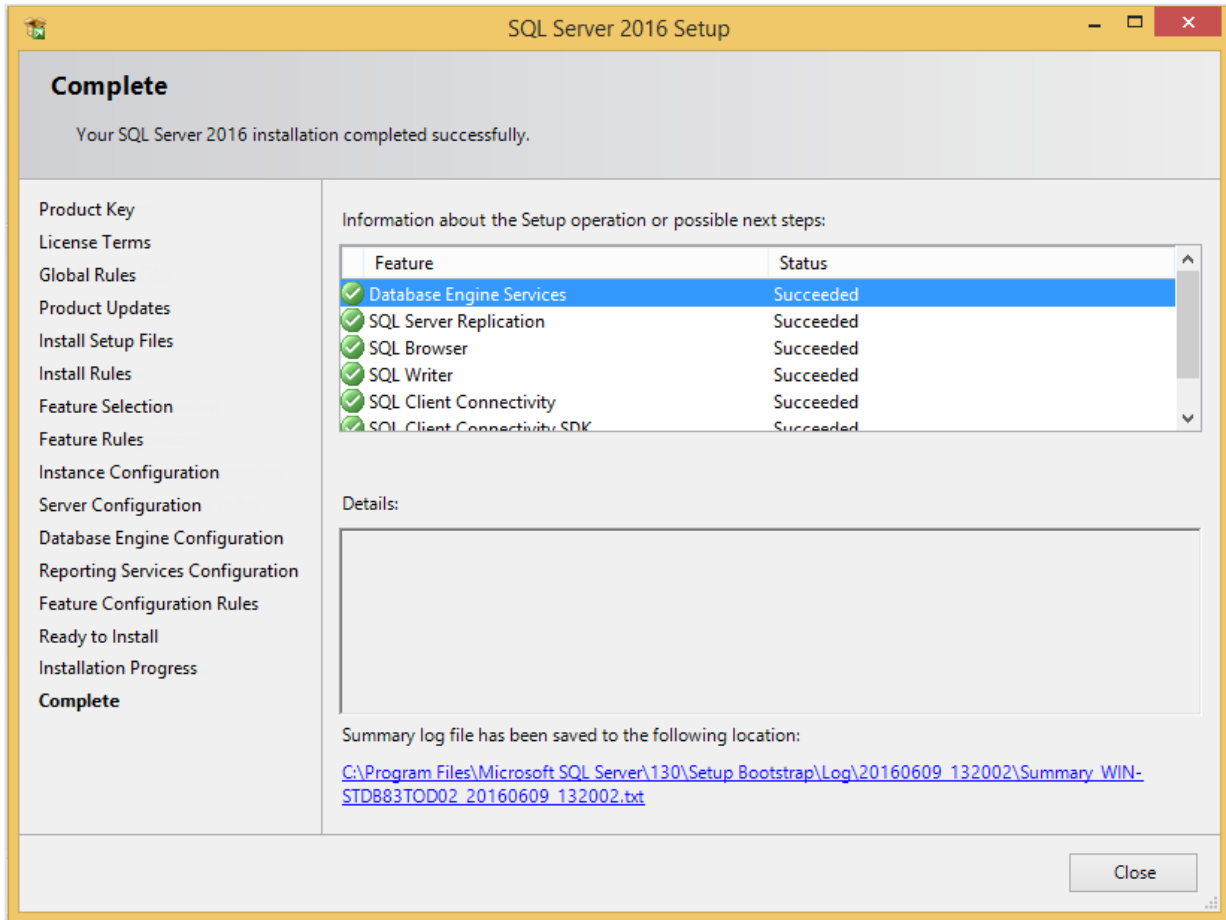 SQL Server 2016 Setup
Complete
Your SQL Server 2016 installation completed successfully.
Product Key
License Terms
Global Rules
Product Updates
Install Setup Files
Install Rules
Feature Selection
Feature Rules
Instance Configuration
Server Configuration
Database Engine Configuration
Reporting Services Configuration
Feature Configuration Rules
Ready to Install
Installation Progress
Complete
Information about the Setup operation or possible next steps:
Feature Status
Database Engine Services Succeeded
SQL Server Replication Succeeded
SQL Browser Succeeded
SQL Writer Succeeded
SQL Client Connectivity Succeeded
SQL Client Connectivity SDK Succeeded
Details:
Summary log file has been saved to the following location:
C:\Program Files\Microsoft SQL Server\130\Setup Bootstrap\Log\20160609_132002\Summary_WIN-
STDB83TOD02_20160609_132002.txt
Close